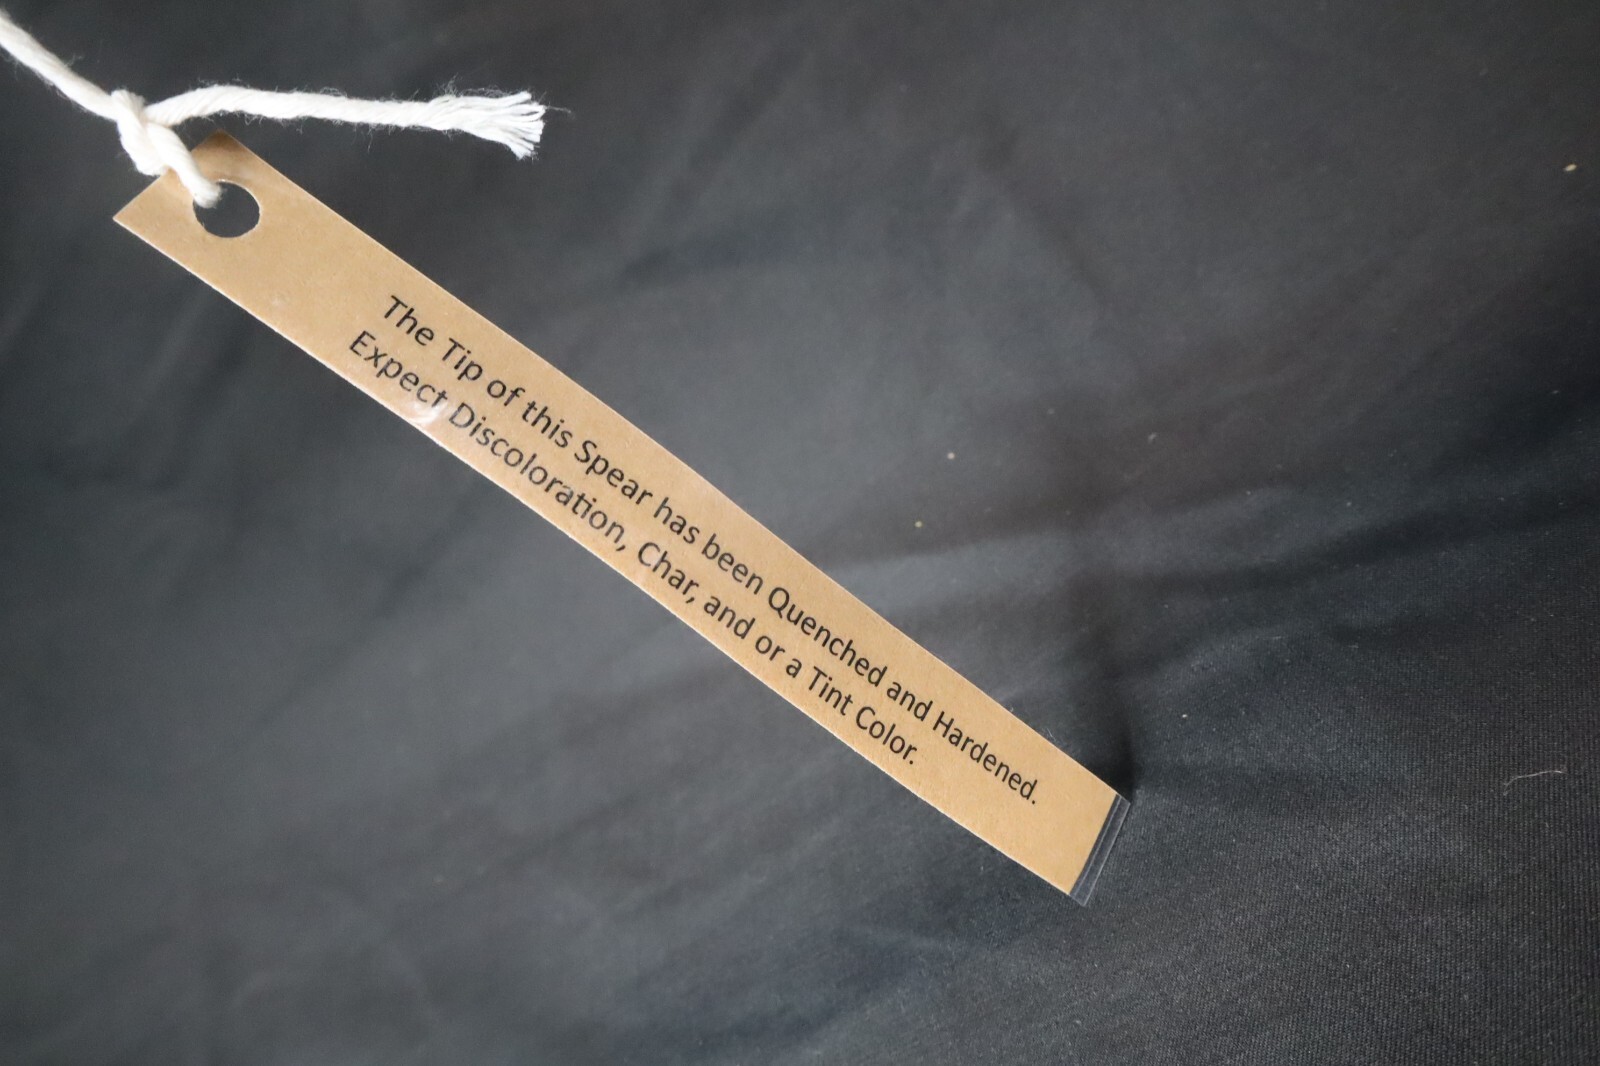 The Tip of this Spear has been Quenched and Hardened.
Expect Discoloration, Char, and or a Tint Color.